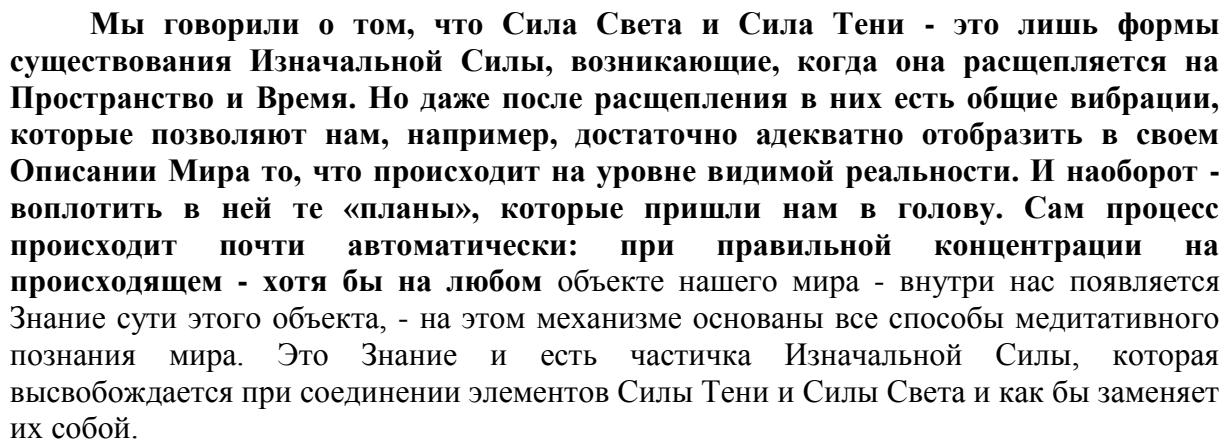 Мы говорили о том, что Сила Света и Сила Тени - это лишь формы
существования Изначальной Силы, возникающие, когда она расщепляется на
Пространство и Время. Но даже после расщепления в них есть общие вибрации,
которые позволяют нам, например, достаточно адекватно отобразить в своем
Описании Мира то, что происходит на уровне видимой реальности. И наоборот -
воплотить в ней те «планы», которые пришли нам в голову. Сам процесс
происходит почти автоматически: при правильной концентрации на
происходящем - хотя бы на любом объекте нашего мира - внутри нас появляется
Знание сути этого объекта, - на этом механизме основаны все способы медитативного
познания мира. Это Знание и есть частичка Изначальной Силы, которая
высвобождается при соединении элементов Силы Тени и Силы Света и как бы заменяет
их собой.